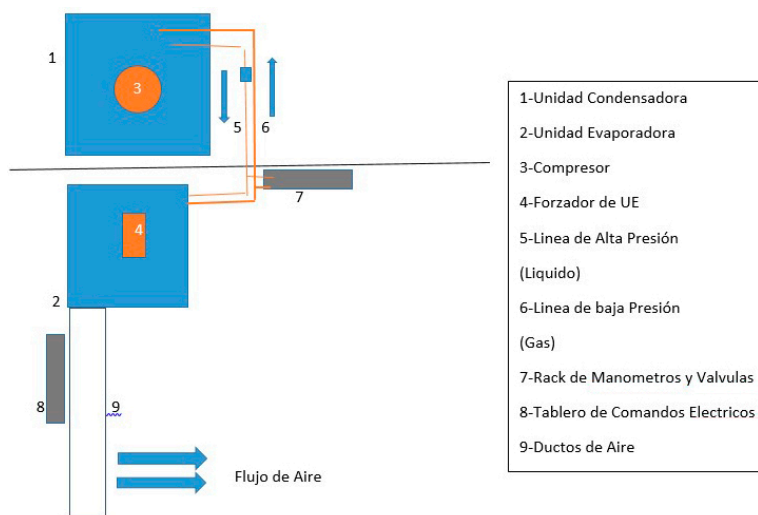 1
3
5
6
7
4
2
8
9
Flujo de Aire
1-Unidad Condensadora
2-Unidad Evaporadora
3-Compresor
4-Forzador de UE
5-Linea de Alta Presión
(Liquido)
6-Linea de baja Presión
(Gas)
7-Rack de Manometros y Valvulas
8-Tablero de Comandos Electricos
9-Ductos de Aire